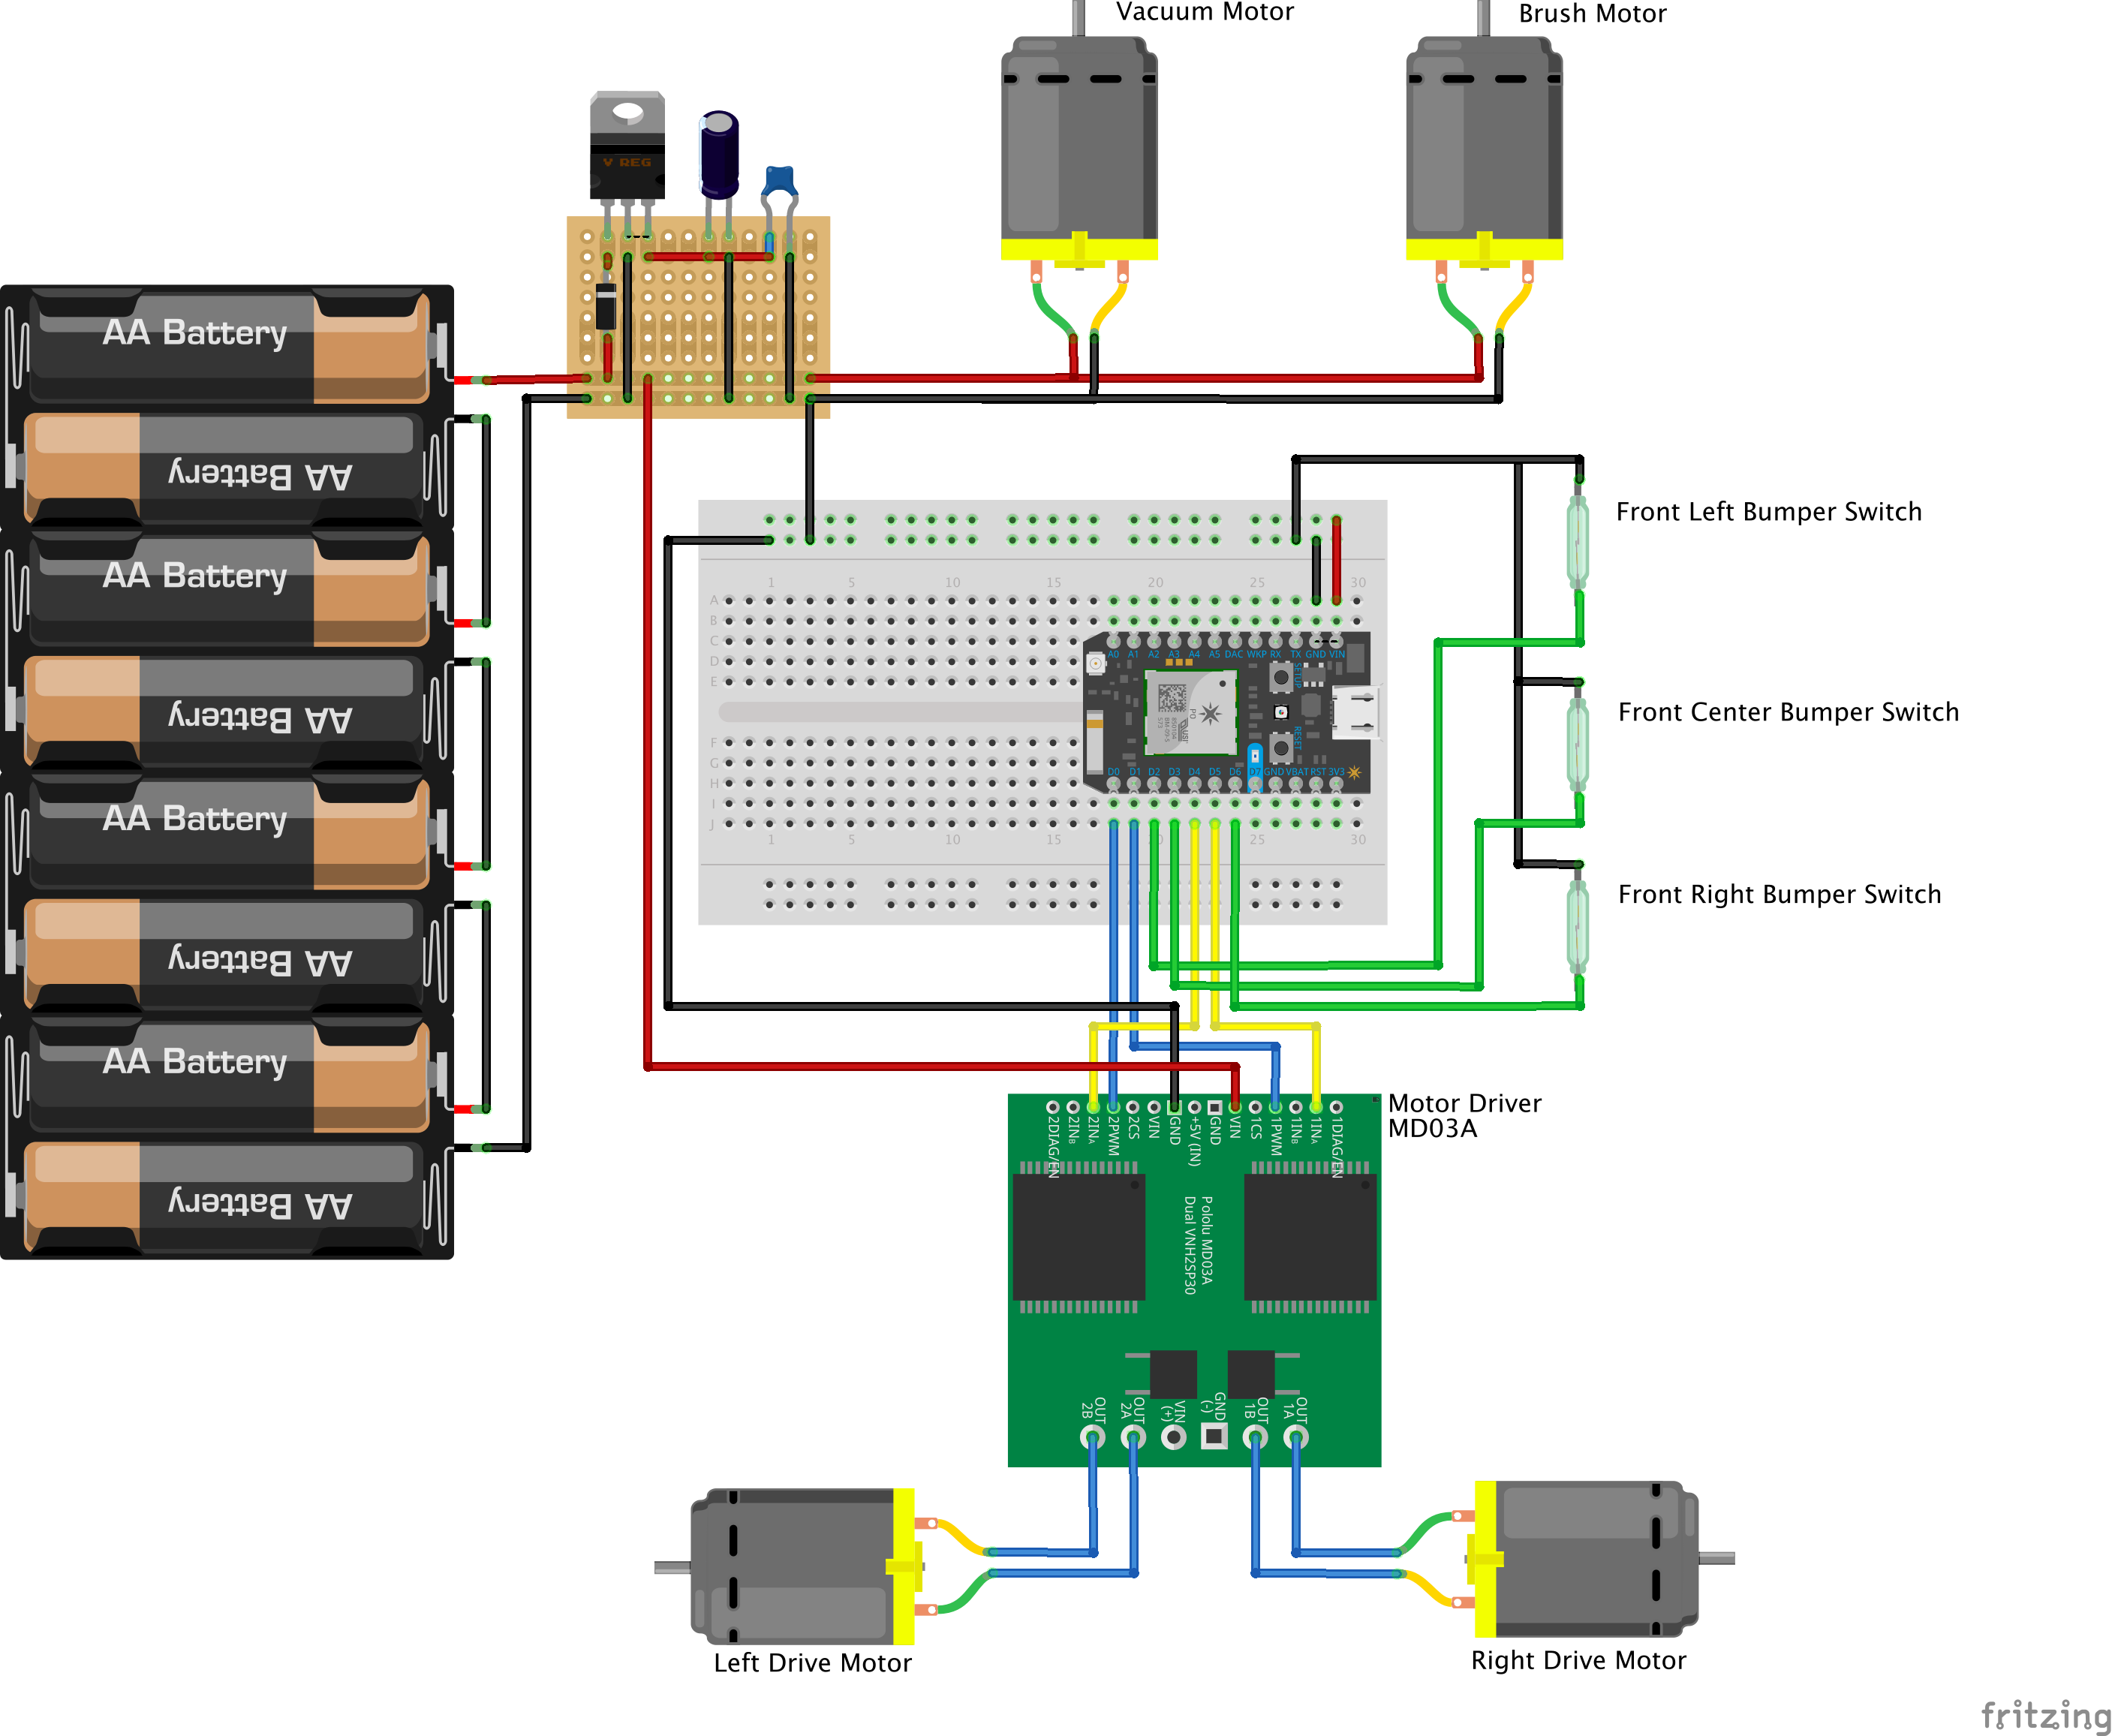 Vacuum Motor
Brush Motor
V REG
AA Battery
AA Battery
AA Battery
AA Battery
AA Battery
AA Battery
AA Battery
AA Battery
Front Left Bumper Switch
Front Center Bumper Switch
Front Right Bumper Switch
1 5 10 15 20 25 30
A
B
C
D
E
F
G
H
I
J
A0 A1 A2 A3 A4 A5 DAC WKP RX TX GND VIN
SETUP
P0
RESET
D0 D1 D2 D3 D4 D5 D6 D7 GND VBAT RST 3V3
1 5 15 25 30
10
Motor Driver
MD03A
2DIAG/EN
2INB
2INA
2PWM
2CS
VIN
GND
+5V (IN)
GND
VIN
1CS
1PWM
1INB
1INA
1DIAG/EN
Pololu MD03A
Dual VNH2SP30
OUT
2B
OUT
2A
VIN
(+)
GND
(-)
OUT
1B
OUT
1A
Left Drive Motor
Right Drive Motor
fritzing